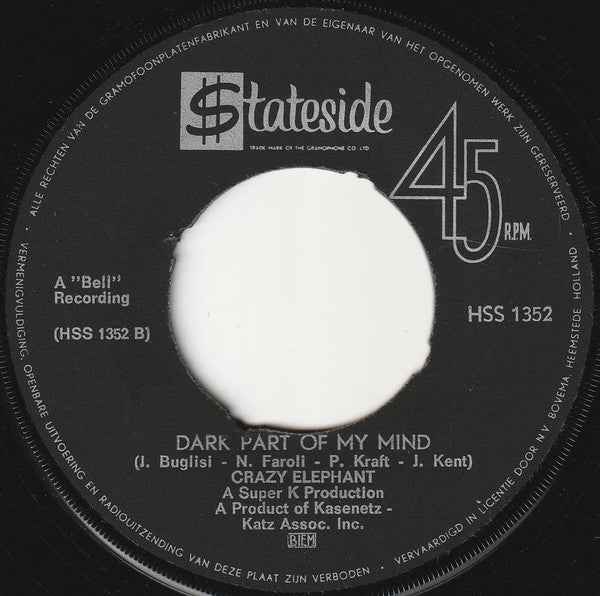 ALLE RECHTEN VAN DE GRAMOFOONPLATENFABRIKANT EN VAN DE EIGENAAR VAN HET OPGENOMEN WERK ZIJN GERESERVEERD
VERMENIGVULDIGING, OPENBARE UITVOERING EN RADIOUITZENDING VAN DEZE PLAAT ZIJN VERBODEN • VERVAARDIGD IN LICENTIE DOOR N.V. BOVEMA, HEEMSTEDE, HOLLAND
$tateside
TRADE MARK OF THE GRAMOPHONE CO LTD
45
R.P.M.
A "Bell"
Recording
HSS 1352
(HSS 1352 B)
DARK PART OF MY MIND
(J. Buglisi - N. Faroli - P. Kraft - J. Kent)
CRAZY ELEPHANT
A Super K Production
A Product of Kasenetz -
Katz Assoc. Inc.
BIEM